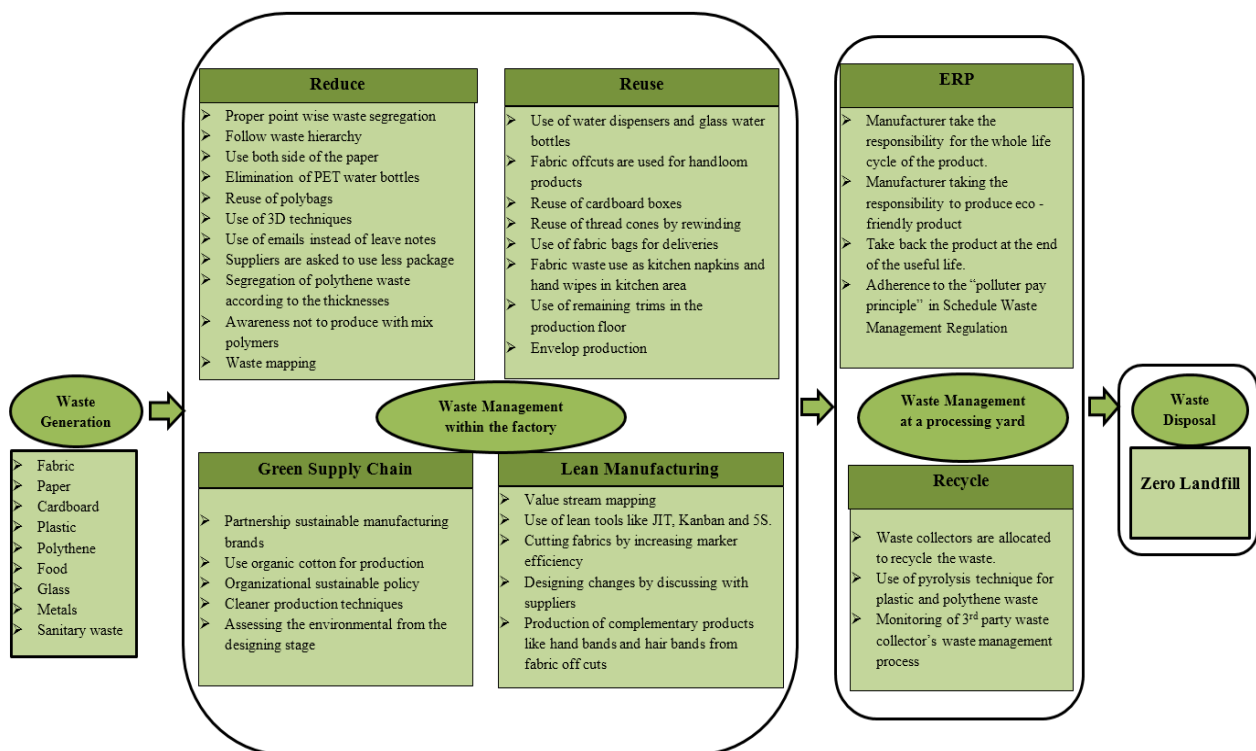 Waste
Generation
Fabric
Paper
Cardboard
Plastic
Polythene
Food
Glass
Metals
Sanitary waste
Reduce
Proper point wise waste segregation
Follow waste hierarchy
Use both side of the paper
Elimination of PET water bottles
Reuse of polybags
Use of 3D techniques
Use of emails instead of leave notes
Suppliers are asked to use less package
Segregation of polythene waste
according to the thicknesses
Awareness not to produce with mix
polymers
Waste mapping
Reuse
Use of water dispensers and glass water
bottles
Fabric offcuts are used for handloom
products
Reuse of cardboard boxes
Reuse of thread cones by rewinding
Use of fabric bags for deliveries
Fabric waste use as kitchen napkins and
hand wipes in kitchen area
Use of remaining trims in the
production floor
Envelop production
Waste Management
within the factory
Green Supply Chain
Partnership sustainable manufacturing
brands
Use organic cotton for production
Organizational sustainable policy
Cleaner production techniques
Assessing the environmental from the
designing stage
Lean Manufacturing
Value stream mapping
Use of lean tools like JIT, Kanban and 5S.
Cutting fabrics by increasing marker
efficiency
Designing changes by discussing with
suppliers
Production of complementary products
like hand bands and hair bands from
fabric off cuts
ERP
Manufacturer take the
responsibility for the whole life
cycle of the product.
Manufacturer taking the
responsibility to produce eco -
friendly product
Take back the product at the end
of the useful life.
Adherence to the “polluter pay
principle” in Schedule Waste
Management Regulation
Waste Management
at a processing yard
Recycle
Waste collectors are allocated
to recycle the waste.
Use of pyrolysis technique for
plastic and polythene waste
Monitoring of 3rd party waste
collector’s waste management
process
Waste
Disposal
Zero Landfill